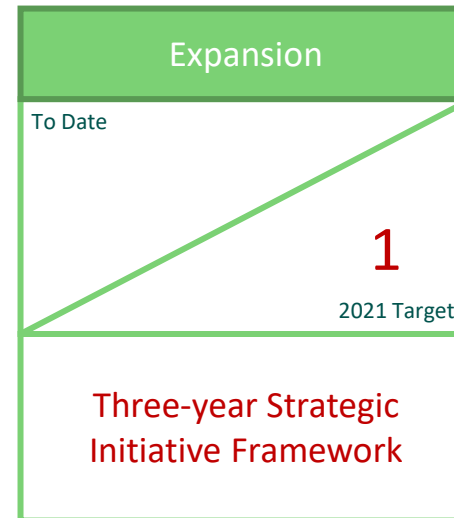 Expansion
To Date
1
2021 Target
Three-year Strategic
Initiative Framework